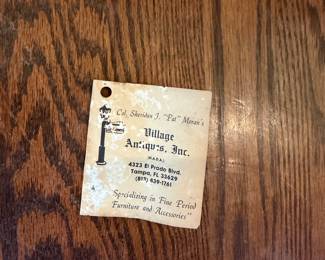 Col. Sheridan J. "Pat" Moran's
Village
Antiques, Inc.
(NADA)
4323 El Prado Blvd.
Tampa, FL 33629
(813) 839-1761
"Specializing in Fine Period
Furniture and Accessories"